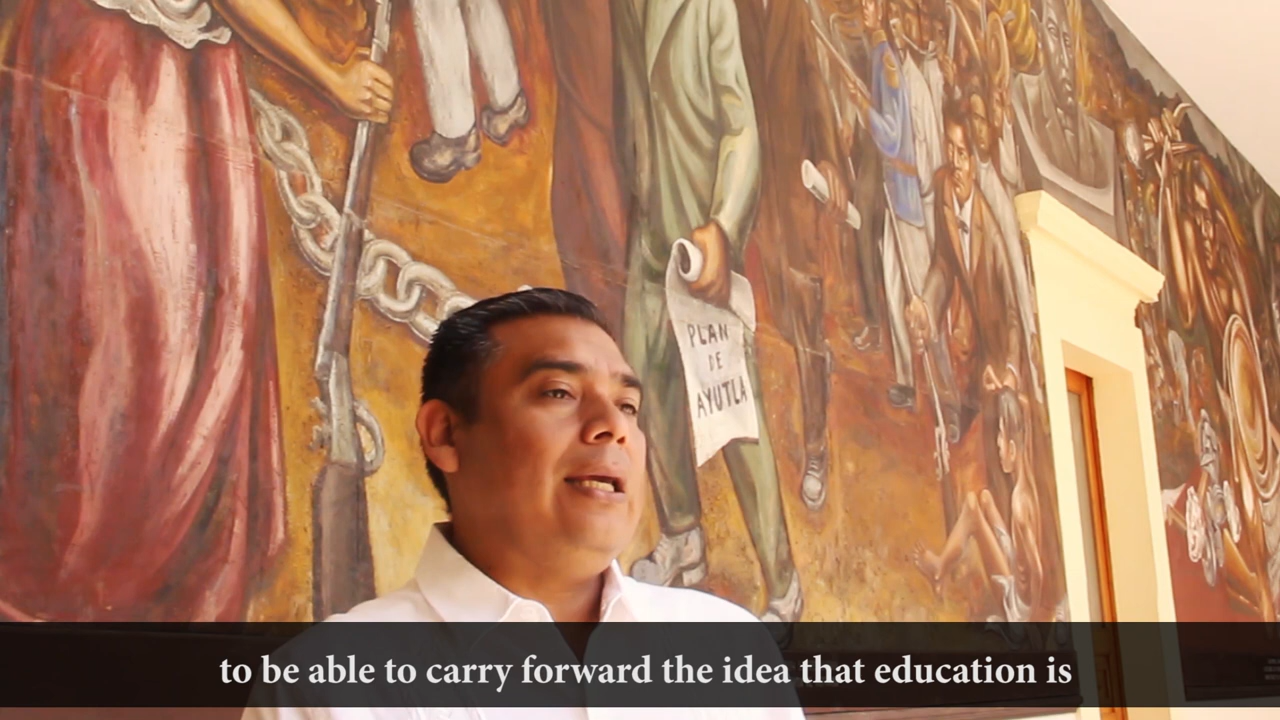 PLAN
DE
AYUTLA
to be able to carry forward the idea that education is